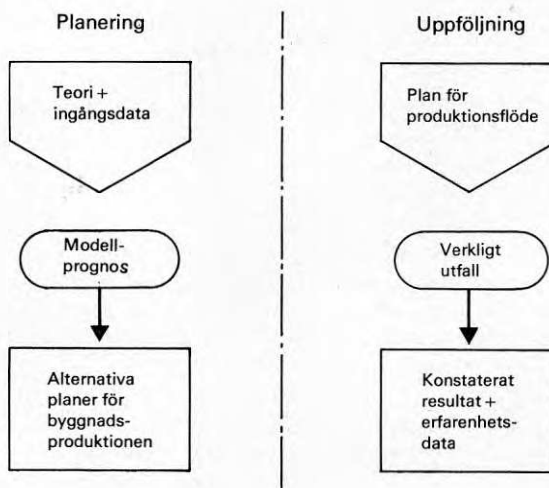 Planering
Teori +
ingångsdata
Modell-
prognos
Alternativa
planer för
byggnads-
produktionen
Uppföljning
Plan för
produktionsflöde
Verkligt
utfall
Konstaterat
resultat +
erfarenhets-
data